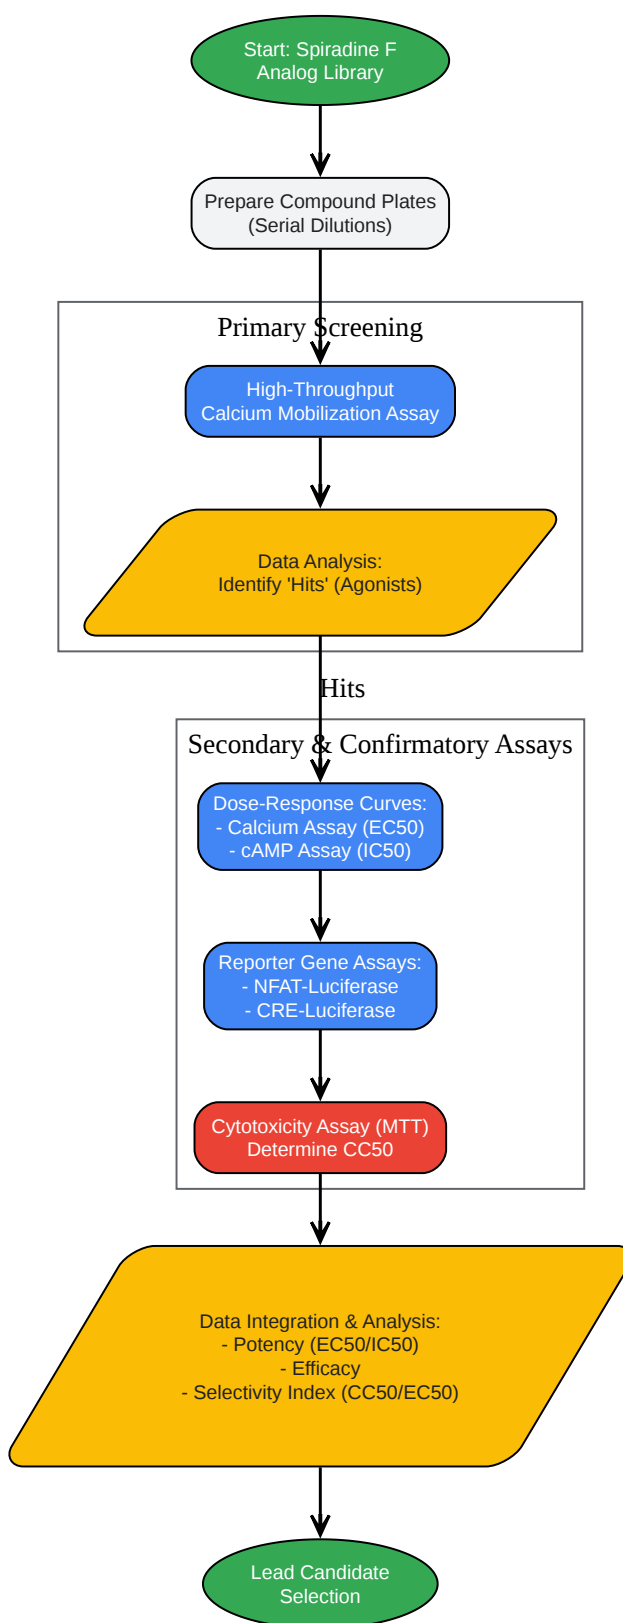 Start: Spiradine F
Analog Library
Prepare Compound Plates
(Serial Dilutions)
Primary Screening
High-Throughput
Calcium Mobilization Assay
Data Analysis:
Identify 'Hits' (Agonists)
Hits
Secondary & Confirmatory Assays
Dose-Response Curves:
- Calcium Assay (EC50)
- cAMP Assay (IC50)
Reporter Gene Assays:
- NFAT-Luciferase
- CRE-Luciferase
Cytotoxicity Assay (MTT)
Determine CC50
Data Integration & Analysis:
- Potency (EC50/IC50)
- Efficacy
- Selectivity Index (CC50/EC50)
Lead Candidate
Selection